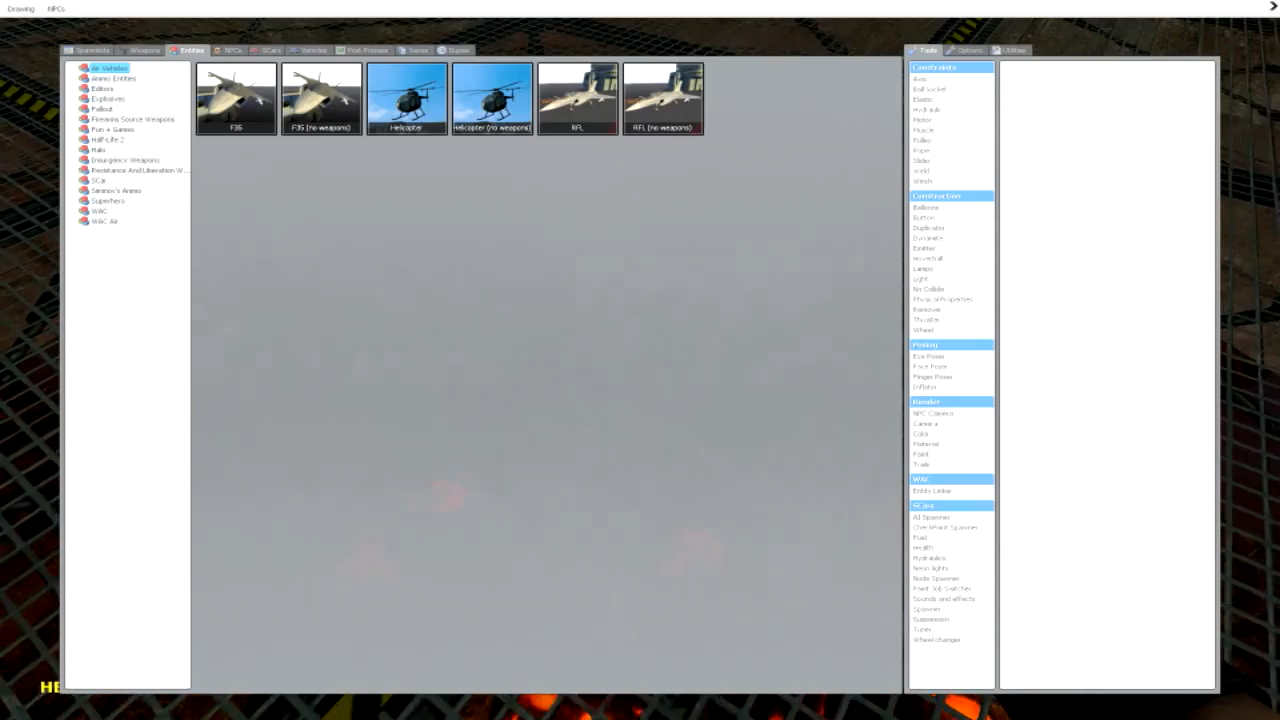 Drawing NPCs
Spawnlists Weapons Entities NPCs SCars Vehicles Post Process Saves Dupes
Air Vehicles
Ammo Entities
Editors
Explosives
Fallout
Firearms Source Weapons
Fun + Games
Half-Life 2
Halo
Insurgency Weapons
Resistance And Liberation W...
SCar
Simmov's Ammo
Superhero
WAC
WAC Air
F35
F35 (no weapons)
Helicopter
Helicopter (no weapons)
RFL
RFL (no weapons)
HE
Tools Options Utilities
Constraints
Axis
Ball Socket
Elastic
Hydraulic
Motor
Muscle
Pulley
Rope
Slider
Weld
Winch
Construction
Balloons
Button
Duplicator
Dynamite
Emitter
Hoverball
Lamps
Light
No Collide
Physical Properties
Remover
Thruster
Wheel
Posing
Eye Poser
Face Poser
Finger Poser
Inflator
Render
NPC Camera
Camera
Color
Material
Paint
Trails
WAC
Entity Linker
SCars
AI Spawner
CheckPoint Spawner
Fuel
Health
Hydraulics
Neon lights
Node Spawner
Paint Job Switcher
Sounds and effects
Spawner
Suspension
Tuner
Wheel changer